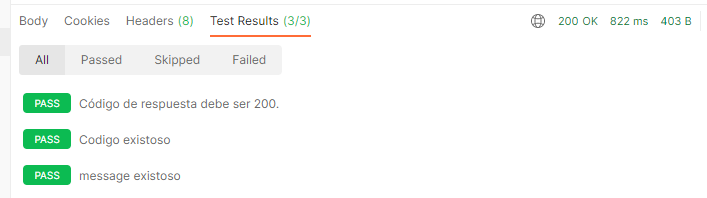 Body Cookies Headers (8) Test Results (3/3) 200 OK 822 ms 403 B
All Passed Skipped Failed
PASS Código de respuesta debe ser 200.
PASS Codigo existoso
PASS message existoso